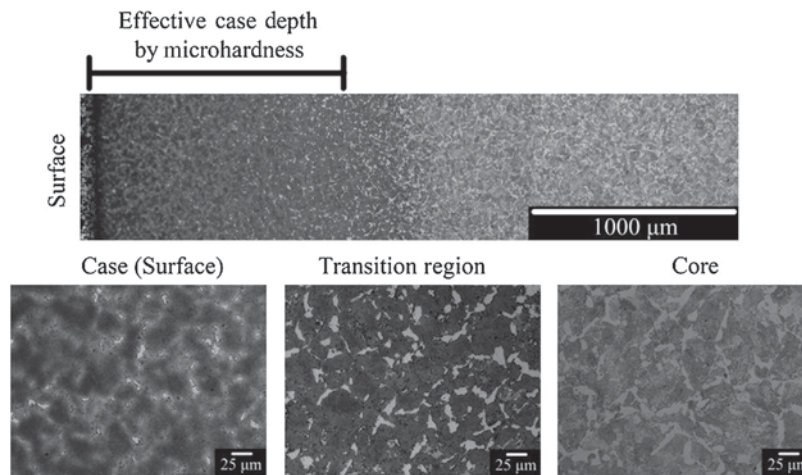 Effective case depth
by microhardness
Surface
1000 μm
Case (Surface)
Transition region
Core
25 μm
25 μm
25 μm